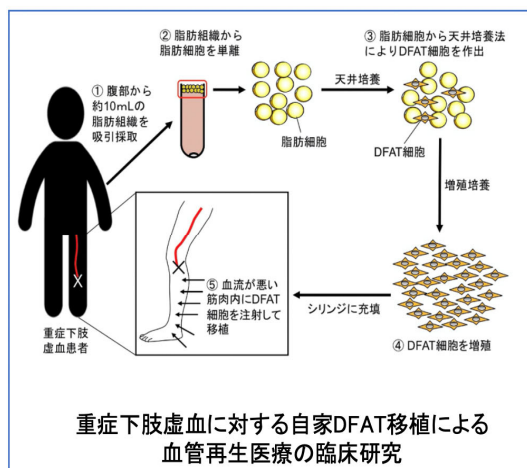 ① 腹部から
約10mLの
脂肪組織を
吸引採取
② 脂肪組織から
脂肪細胞を単離
脂肪細胞
天井培養
③ 脂肪細胞から天井培養法
によりDFAT細胞を作出
DFAT細胞
増殖培養
④ DFAT細胞を増殖
シリンジに充填
⑤ 血流が悪い
筋肉内にDFAT
細胞を注射して
移植
重症下肢
虚血患者
重症下肢虚血に対する自家DFAT移植による
血管再生医療の臨床研究